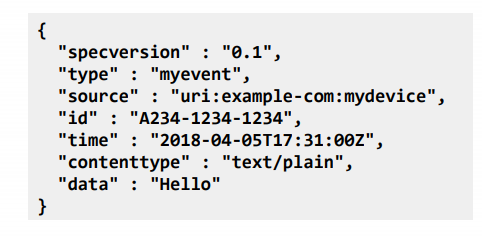 {
"specversion" : "0.1",
"type" : "myevent",
"source" : "uri:example-com:mydevice",
"id" : "A234-1234-1234",
"time" : "2018-04-05T17:31:00Z",
"contenttype" : "text/plain",
"data" : "Hello"
}